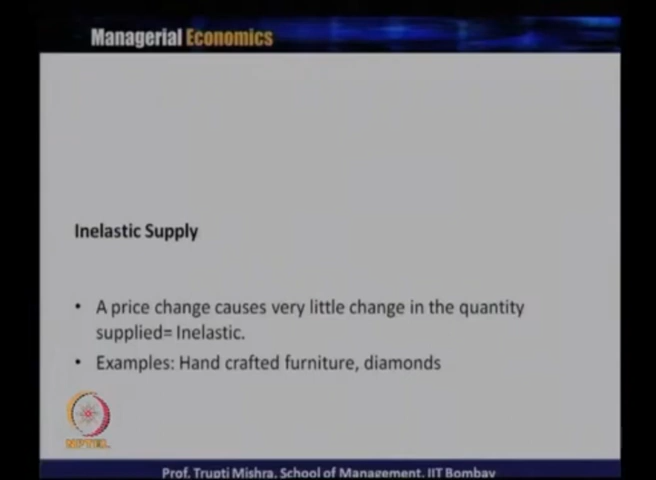 Managerial Economics
Inelastic Supply
• A price change causes very little change in the quantity
supplied= Inelastic.
• Examples: Hand crafted furniture, diamonds
NPTEL
Prof. Trupti Mishra, School of Management, IIT Bombay